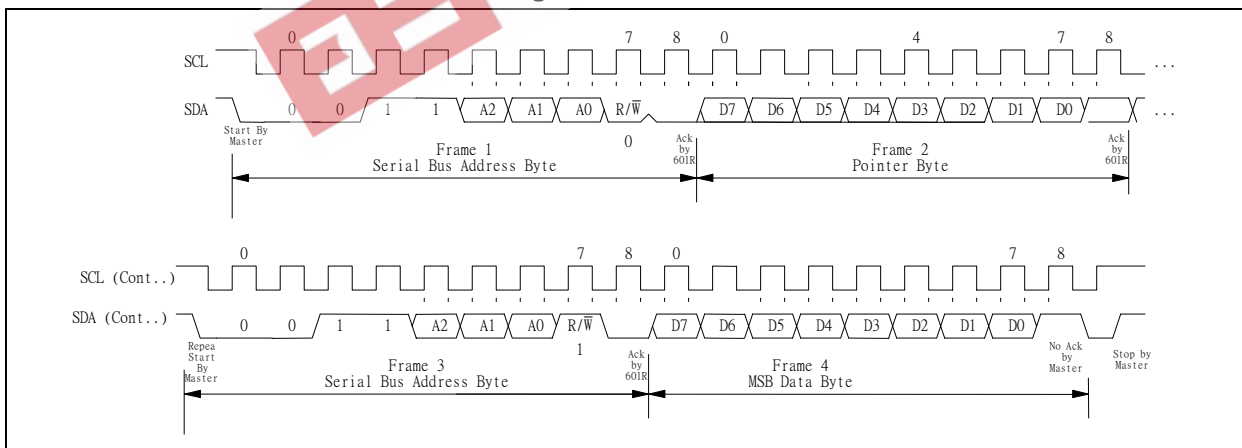 0 7 8 0 4 7 8
SCL ...
SDA 0 0 1 1 A2 A1 A0 R/W̅ D7 D6 D5 D4 D3 D2 D1 D0 ...
Start By
Master
0
Ack
by
601R
Ack
by
601R
Frame 1
Serial Bus Address Byte
Frame 2
Pointer Byte
0 7 8 0 7 8
SCL (Cont..)
SDA (Cont..) 0 0 1 1 A2 A1 A0 R/W̅ D7 D6 D5 D4 D3 D2 D1 D0
Repea
Start
By
Master
1
Ack
by
601R
No Ack
by
Master
Stop by
Master
Frame 3
Serial Bus Address Byte
Frame 4
MSB Data Byte